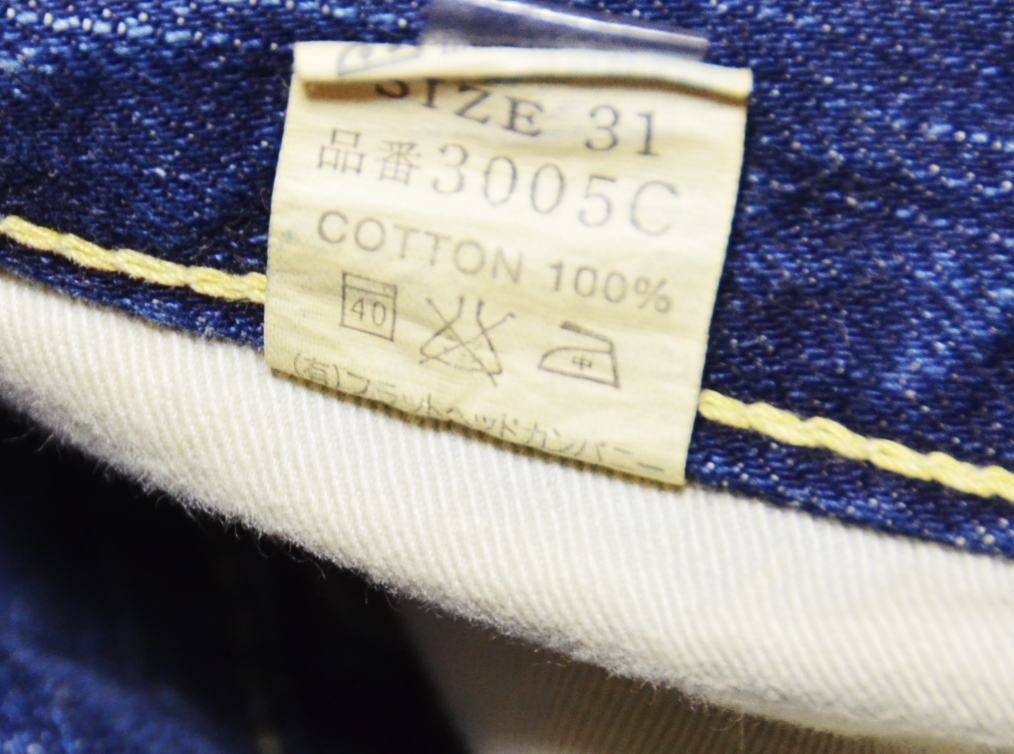 SIZE 31
品番3005C
COTTON 100%
40
中
(有)フラットヘッドカンパニー